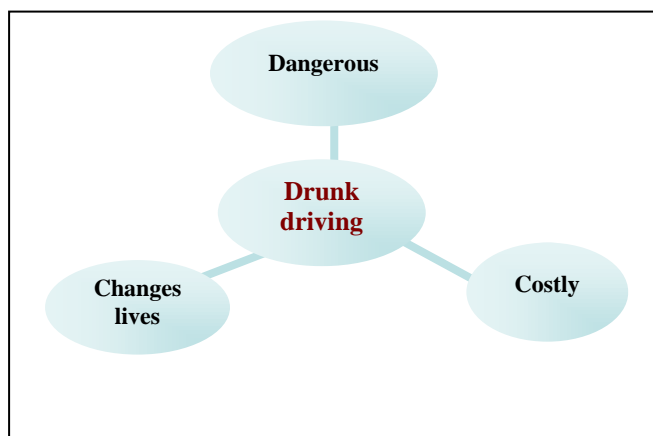 Dangerous
Drunk
driving
Changes
lives
Costly